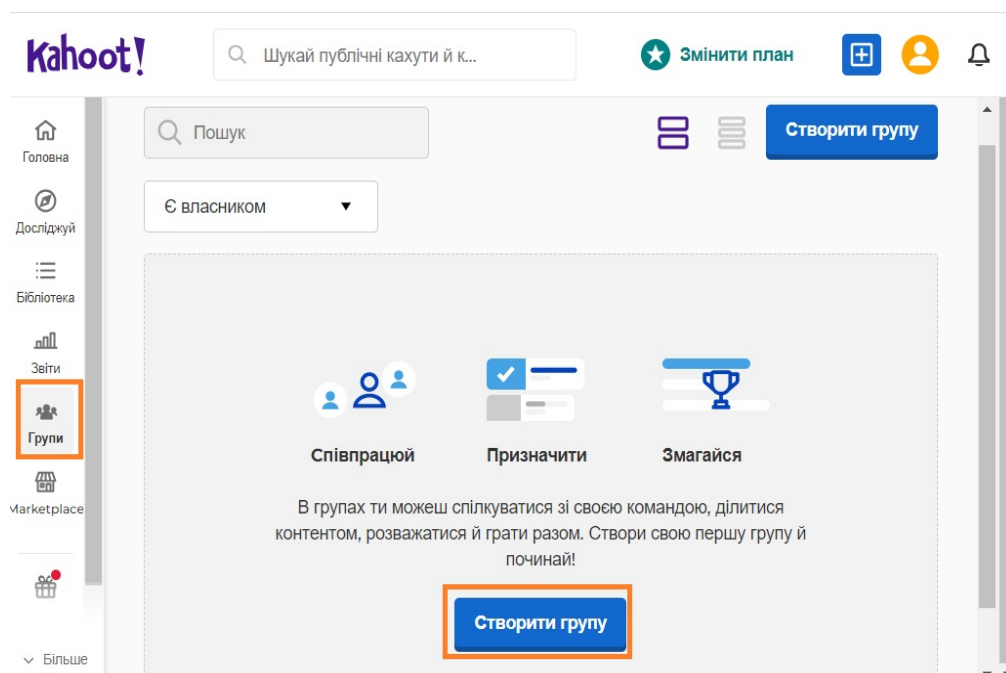 Kahoot!
Шукай публічні кахути й к...
Змінити план
Головна
Досліджуй
Бібліотека
Звіти
Групи
Marketplace
Більше
Пошук
Створити групу
Є власником
Співпрацюй
Призначити
Змагайся
В групах ти можеш спілкуватися зі своєю командою, ділитися
контентом, розважатися й грати разом. Створи свою першу групу й
починай!
Створити групу